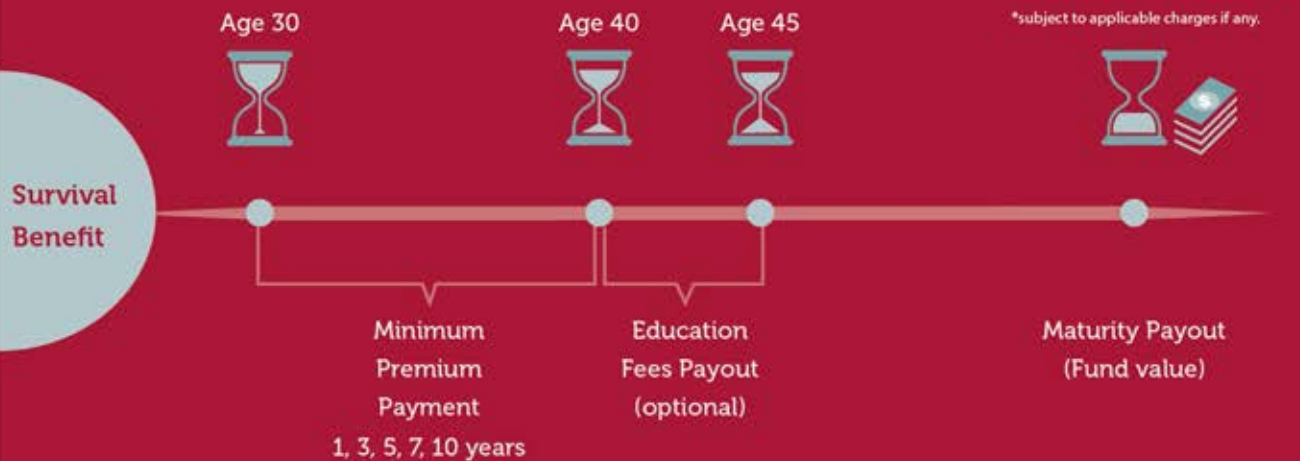 Age 30
Age 40
Age 45
*subject to applicable charges if any.
$
Survival
Benefit
Minimum
Premium
Payment
1, 3, 5, 7, 10 years
Education
Fees Payout
(optional)
Maturity Payout
(Fund value)